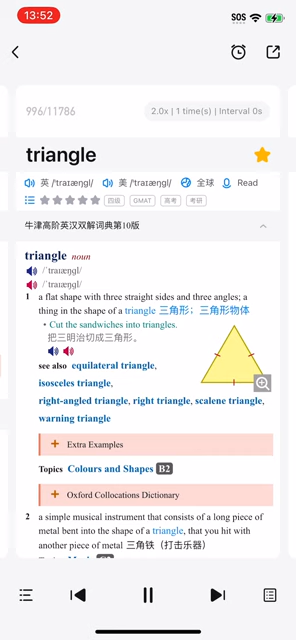 13:52
SOS
996/11786
2.0x | 1 time(s) | Interval 0s
triangle
英 /'traɪæŋgl/ 美 /'traɪæŋgl/ 全球 Read
四级 GMAT 高考 考研
牛津高阶英汉双解词典第10版
triangle noun
/ˈtraɪæŋɡl/
/ˈtraɪæŋɡl/
1 a flat shape with three straight sides and three angles; a
thing in the shape of a triangle 三角形；三角形物体
• Cut the sandwiches into triangles.
把三明治切成三角形。
see also equilateral triangle,
isosceles triangle,
right-angled triangle, right triangle, scalene triangle,
warning triangle
+ Extra Examples
Topics Colours and Shapes B2
+ Oxford Collocations Dictionary
2 a simple musical instrument that consists of a long piece of
metal bent into the shape of a triangle, that you hit with
another piece of metal 三角铁（打击乐器）